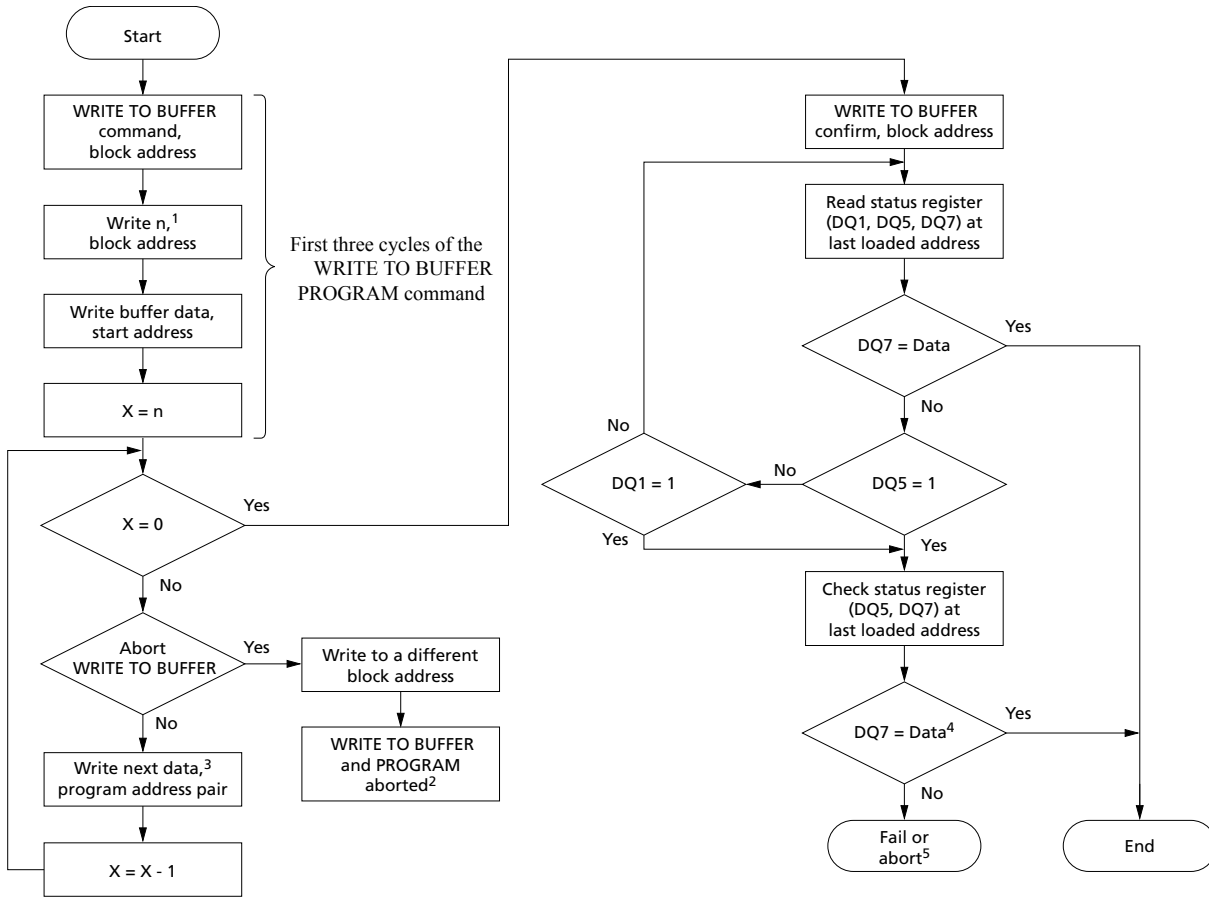 Start
WRITE TO BUFFER
command,
block address
Write n,¹
block address
Write buffer data,
start address
X = n
First three cycles of the
WRITE TO BUFFER
PROGRAM command
X = 0
Yes
No
Abort
WRITE TO BUFFER
Yes
No
Write to a different
block address
WRITE TO BUFFER
and PROGRAM
aborted²
Write next data,³
program address pair
X = X - 1
WRITE TO BUFFER
confirm, block address
Read status register
(DQ1, DQ5, DQ7) at
last loaded address
DQ7 = Data
Yes
No
DQ5 = 1
No
Yes
DQ1 = 1
No
Yes
Check status register
(DQ5, DQ7) at
last loaded address
DQ7 = Data⁴
Yes
No
Fail or
abort⁵
End